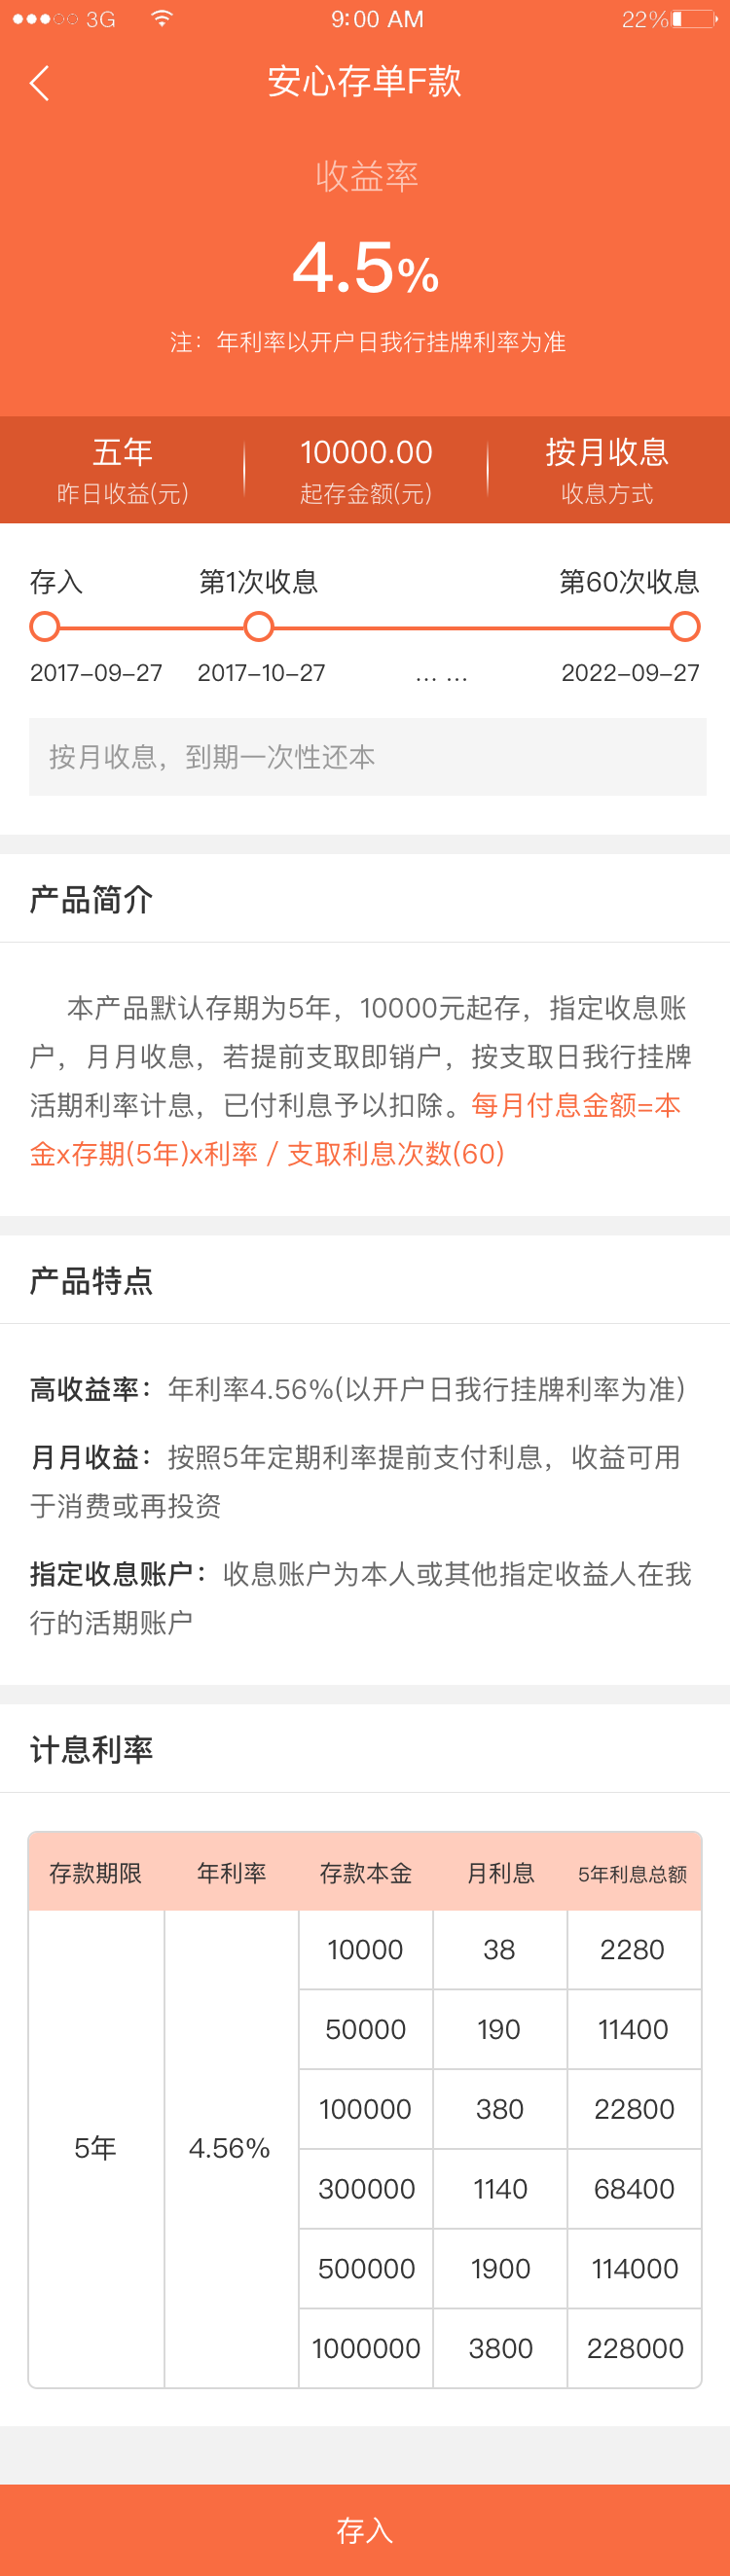 3G 9:00 AM 22%
安心存单F款
收益率
4.5%
注：年利率以开户日我行挂牌利率为准
五年 10000.00 按月收息
昨日收益(元) 起存金额(元) 收息方式
存入 第1次收息 第60次收息
2017-09-27 2017-10-27 ... ... 2022-09-27
按月收息，到期一次性还本
产品简介
本产品默认存期为5年，10000元起存，指定收息账
户，月月收息，若提前支取即销户，按支取日我行挂牌
活期利率计息，已付利息予以扣除。每月付息金额=本
金x存期(5年)x利率 / 支取利息次数(60)
产品特点
高收益率：年利率4.56%(以开户日我行挂牌利率为准)
月月收益：按照5年定期利率提前支付利息，收益可用
于消费或再投资
指定收息账户：收息账户为本人或其他指定收益人在我
行的活期账户
计息利率
存款期限 年利率 存款本金 月利息 5年利息总额
10000 38 2280
50000 190 11400
100000 380 22800
5年 4.56%
300000 1140 68400
500000 1900 114000
1000000 3800 228000
存入